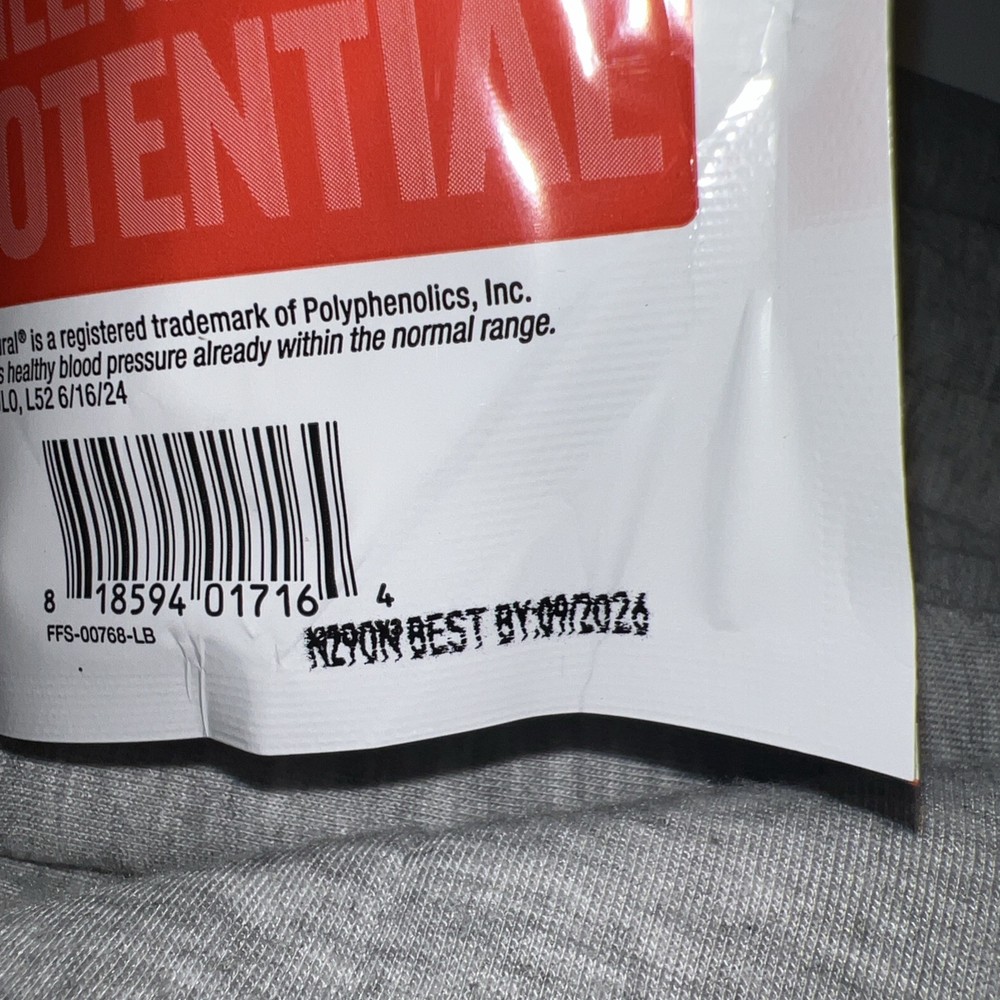 POTENTIAL
is a registered trademark of Polyphenolics, Inc.
healthy blood pressure already within the normal range.
L52 6/16/24
8 18594 01716 4
FFS-00768-LB
BEST BY:09/2026